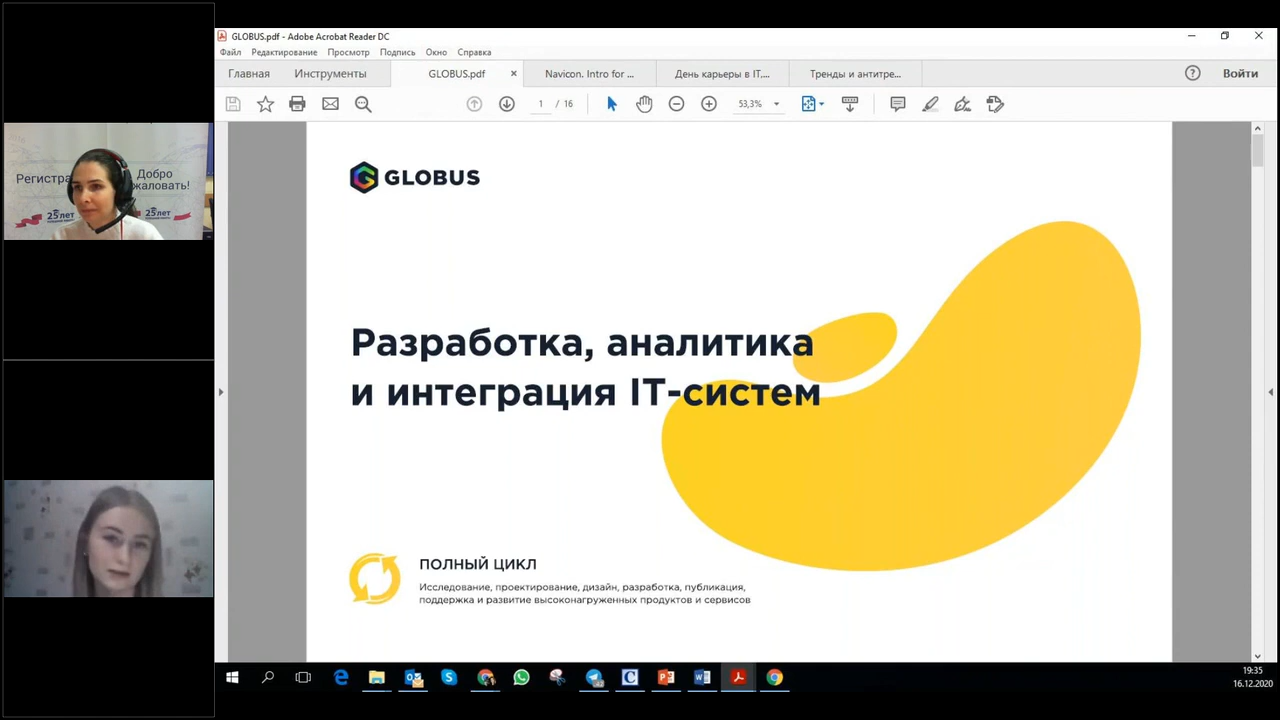 GLOBUS.pdf - Adobe Acrobat Reader DC
Файл Редактирование Просмотр Подпись Окно Справка
Главная Инструменты GLOBUS.pdf × Navicon. Intro for ... День карьеры в IT,... Тренды и антитре... Войти
1 / 16 53,3%
GLOBUS
Разработка, аналитика
и интеграция IT-систем
ПОЛНЫЙ ЦИКЛ
Исследование, проектирование, дизайн, разработка, публикация,
поддержка и развитие высоконагруженных продуктов и сервисов
Добро
25 лет 25 лет
19:35
16.12.2020